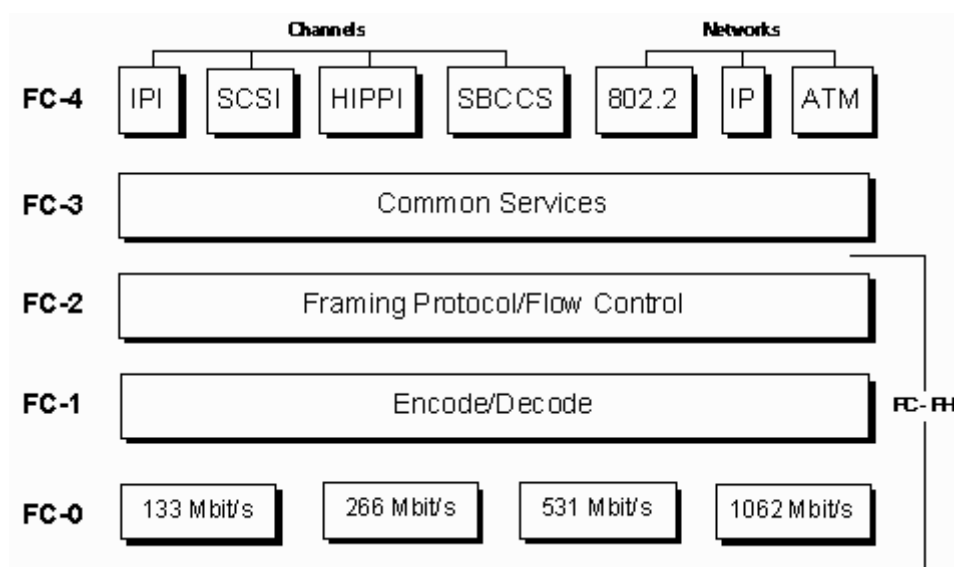 Channels Networks
FC-4 IPI SCSI HIPPI SBCCS 802.2 IP ATM
FC-3 Common Services
FC-2 Framing Protocol/Flow Control
FC-1 Encode/Decode
FC-FH
FC-0 133 Mbit/s 266 Mbit/s 531 Mbit/s 1062 Mbit/s